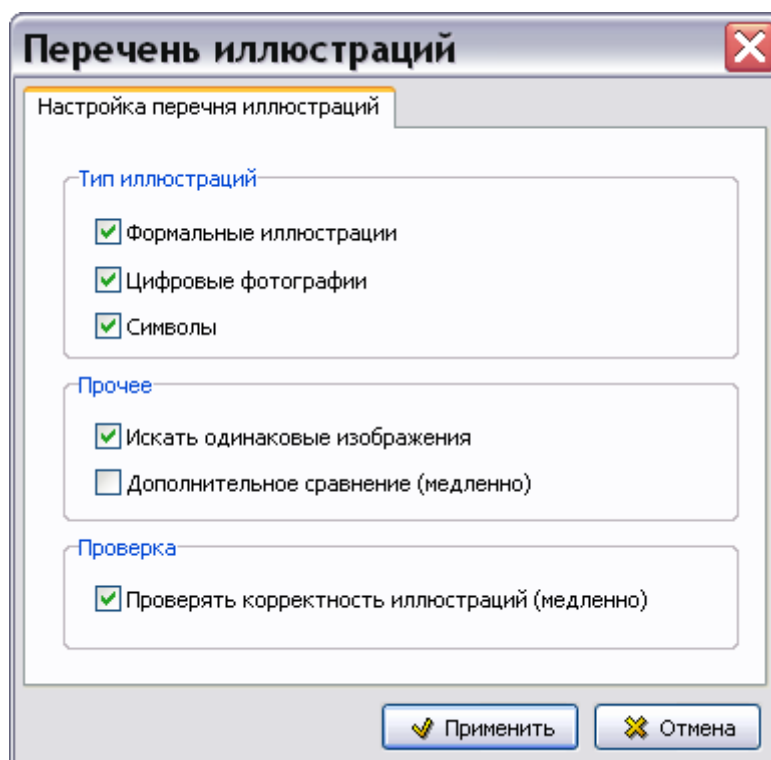 Перечень иллюстраций
Настройка перечня иллюстраций
Тип иллюстраций
Формальные иллюстрации
Цифровые фотографии
Символы
Прочее
Искать одинаковые изображения
Дополнительное сравнение (медленно)
Проверка
Проверять корректность иллюстраций (медленно)
Применить
Отмена